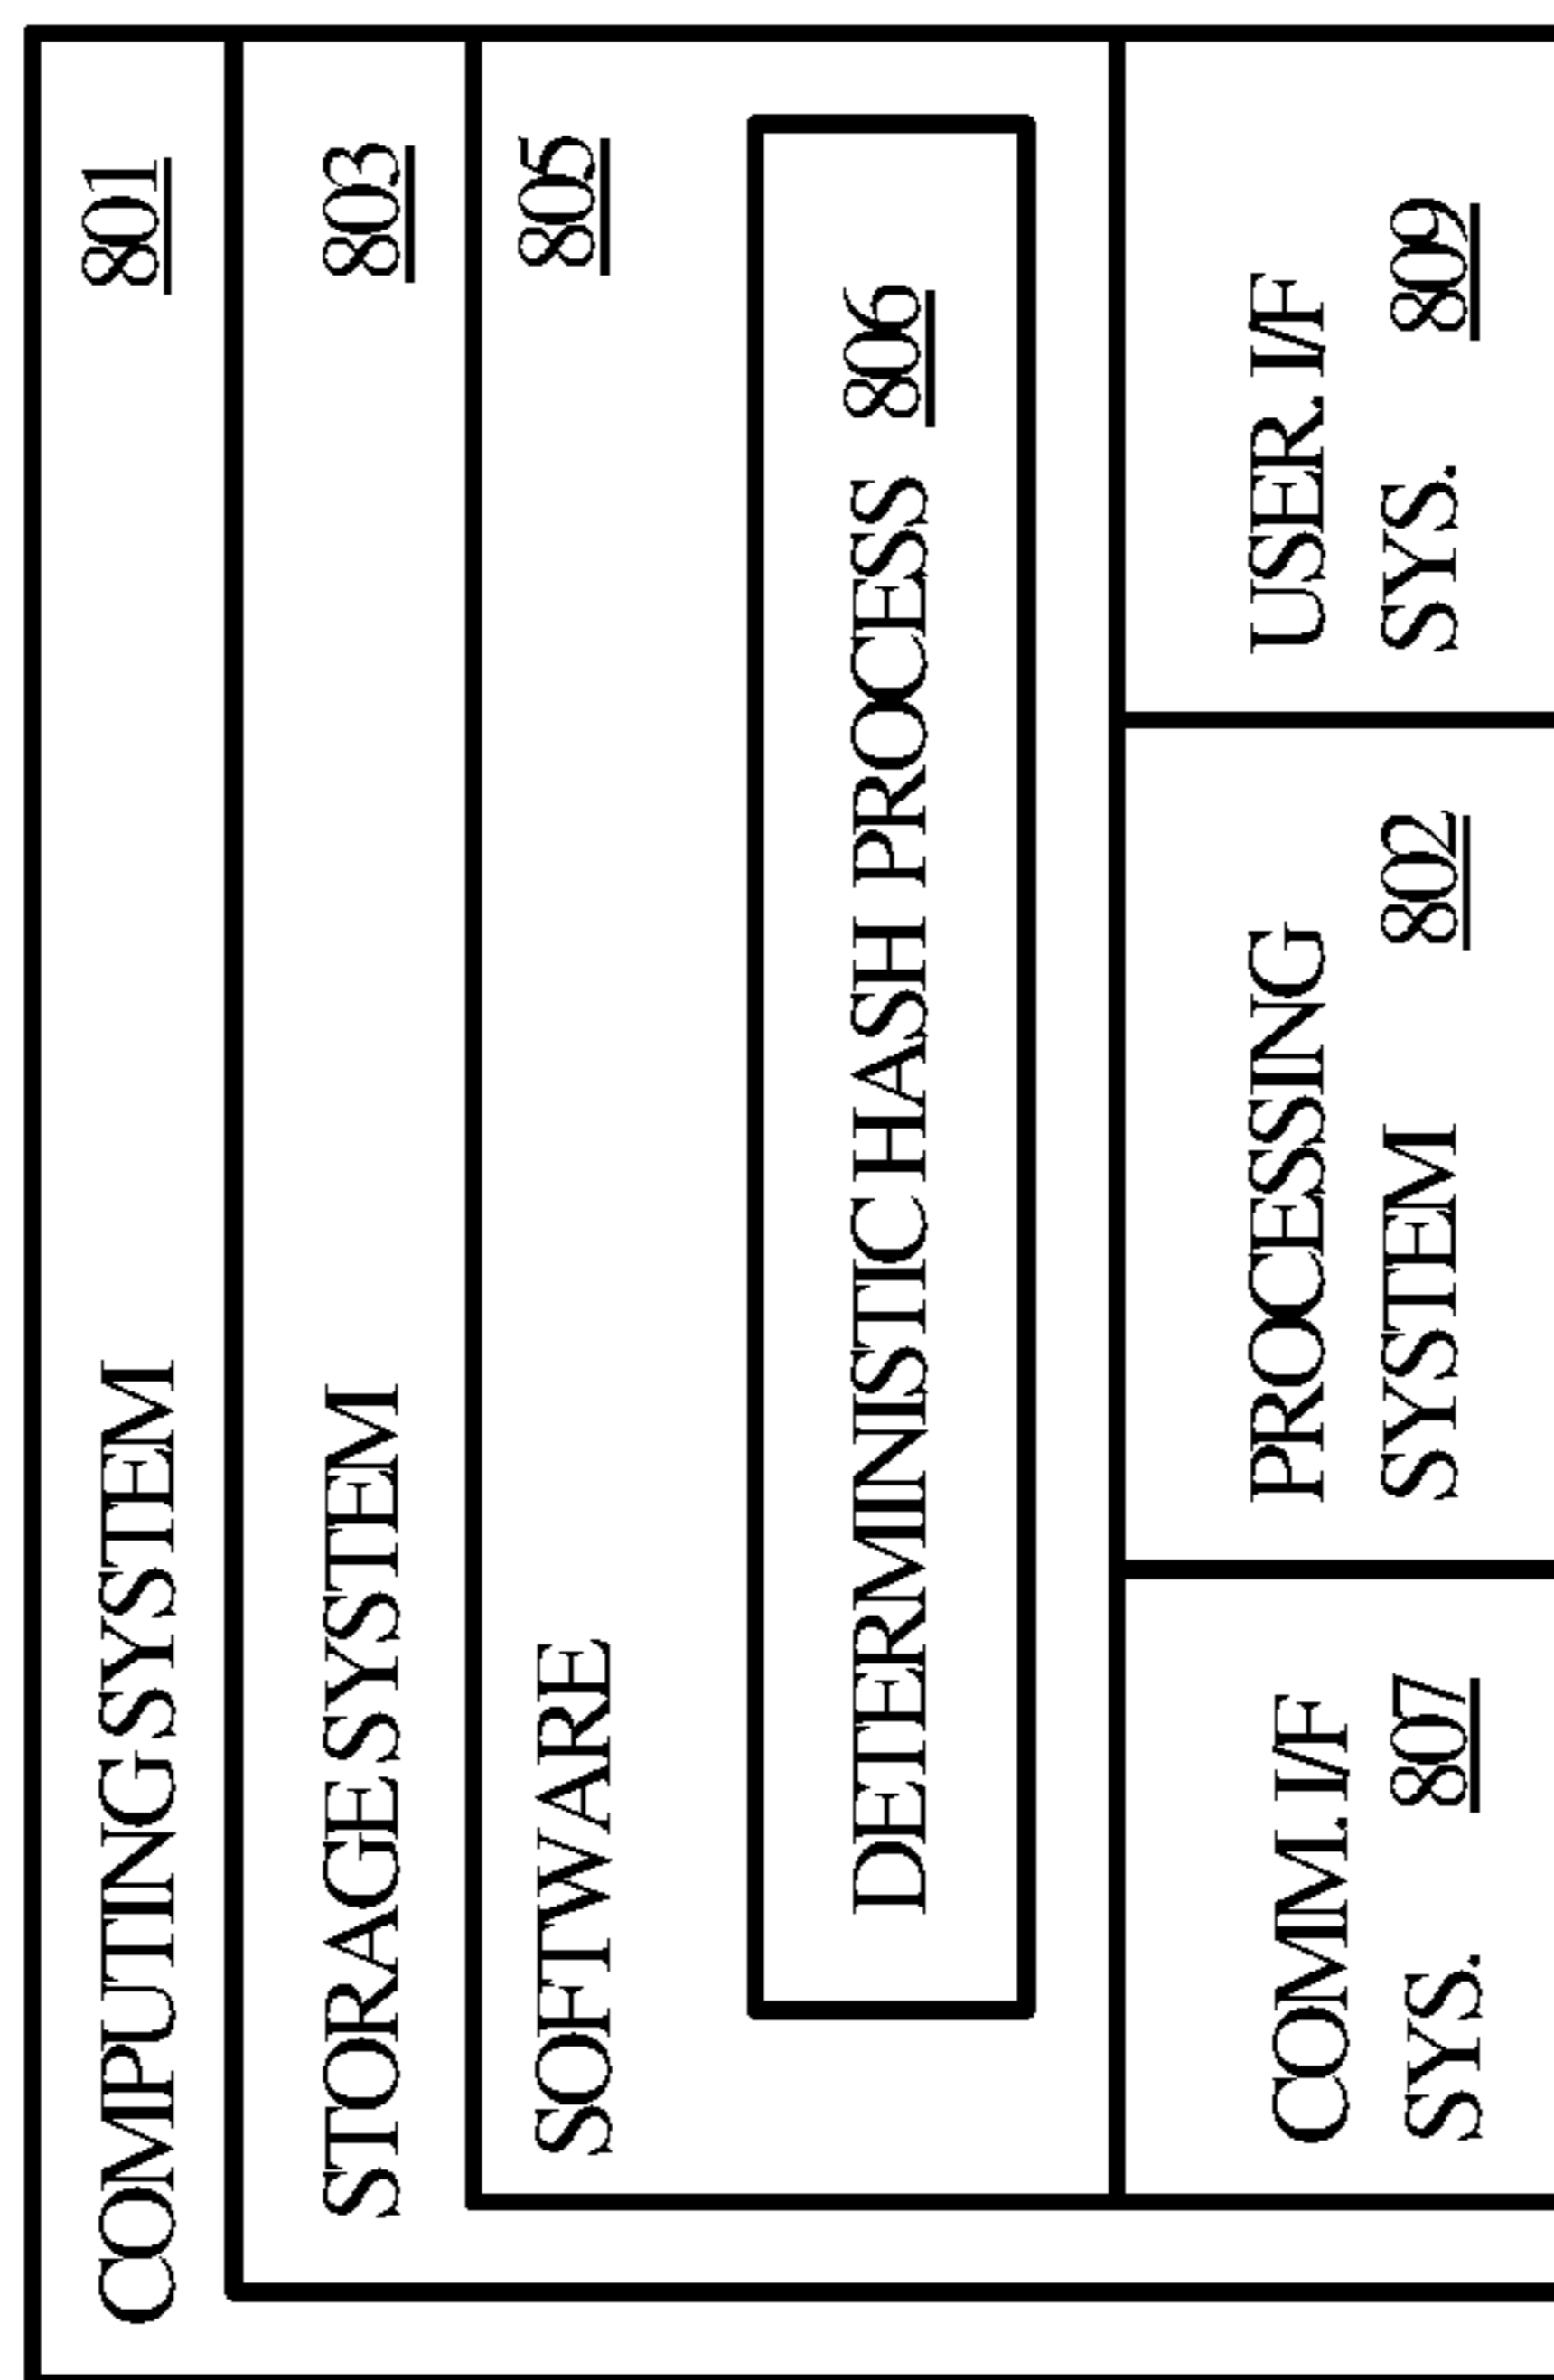 COMPUTING SYSTEM 801
STORAGE SYSTEM 803
SOFTWARE 805
DETERMINISTIC HASH PROCESS 806
COMM. I/F
SYS. 807
PROCESSING
SYSTEM 802
USER. I/F
SYS. 809